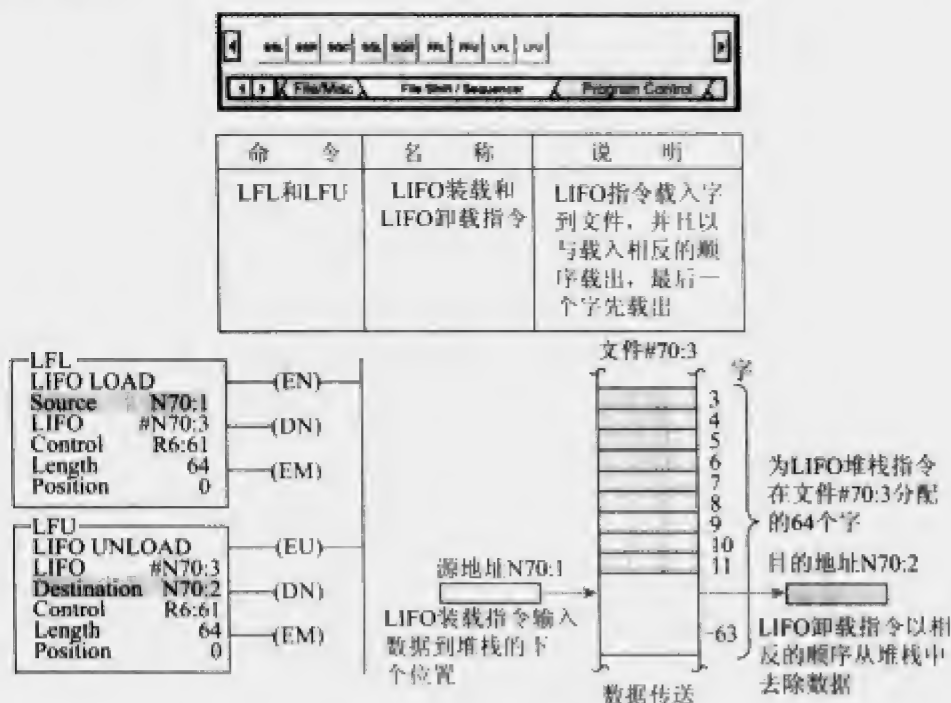 BSL BSR SQC SQL SQO FFL FFU LFL LFU
File/Misc File Shift / Sequencer Program Control
命 令 名 称 说 明
LFL和LFU
LIFO装载和
LIFO卸载指令
LIFO指令载入字
到文件，并且以
与载入相反的顺
序载出，最后一
个字先载出
LFL
LIFO LOAD
Source N70:1
LIFO #N70:3
Control R6:61
Length 64
Position 0
(EN)
(DN)
(EM)
LFU
LIFO UNLOAD
LIFO #N70:3
Destination N70:2
Control R6:61
Length 64
Position 0
(EU)
(DN)
(EM)
源地址N70:1
LIFO装载指令输入
数据到堆栈的下
个位置
文件#70:3
字
3
4
5
6
7
8
9
10
11
-63
数据传送
为LIFO堆栈指令
在文件#70:3分配
的64个字
目的地址N70:2
LIFO卸载指令以相
反的顺序从堆栈中
去除数据